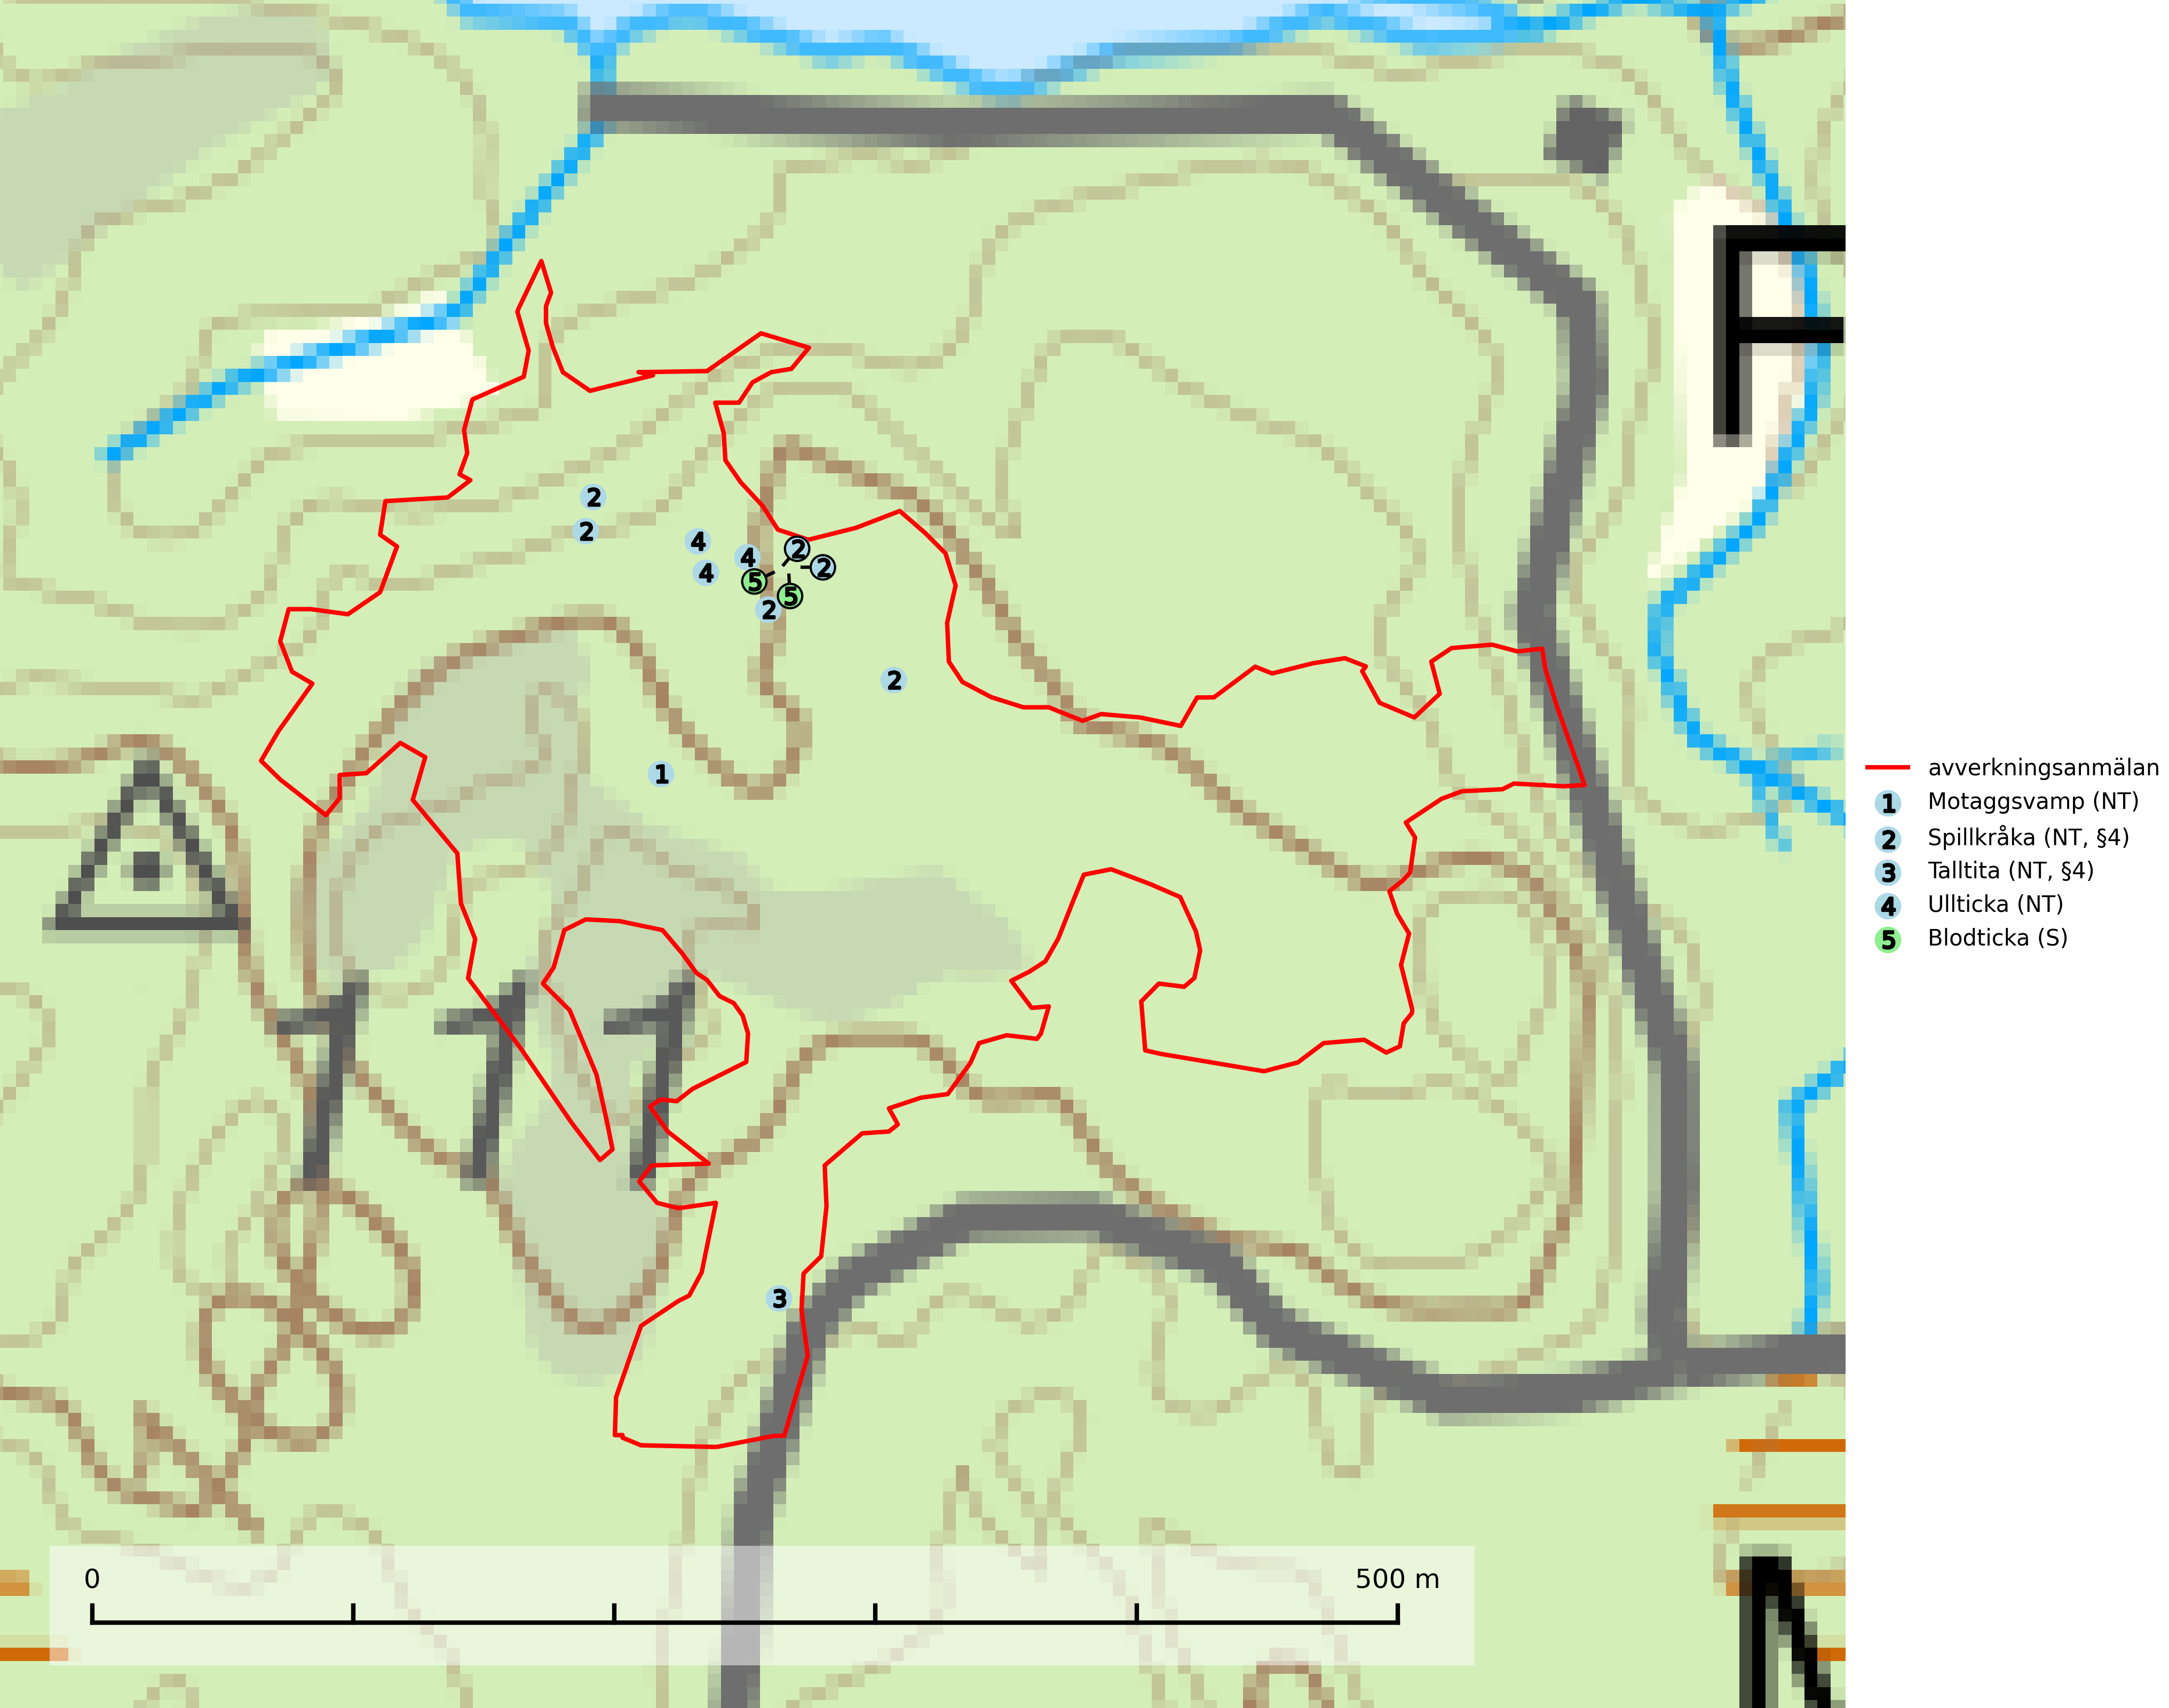 F
2
2
4
4
2
2
4
5
5
2
2
1
avverkningsanmälan
1 Motaggsvamp (NT)
2 Spillkråka (NT, §4)
3 Talltita (NT, §4)
4 Ullticka (NT)
5 Blodticka (S)
111
3
0 500 m